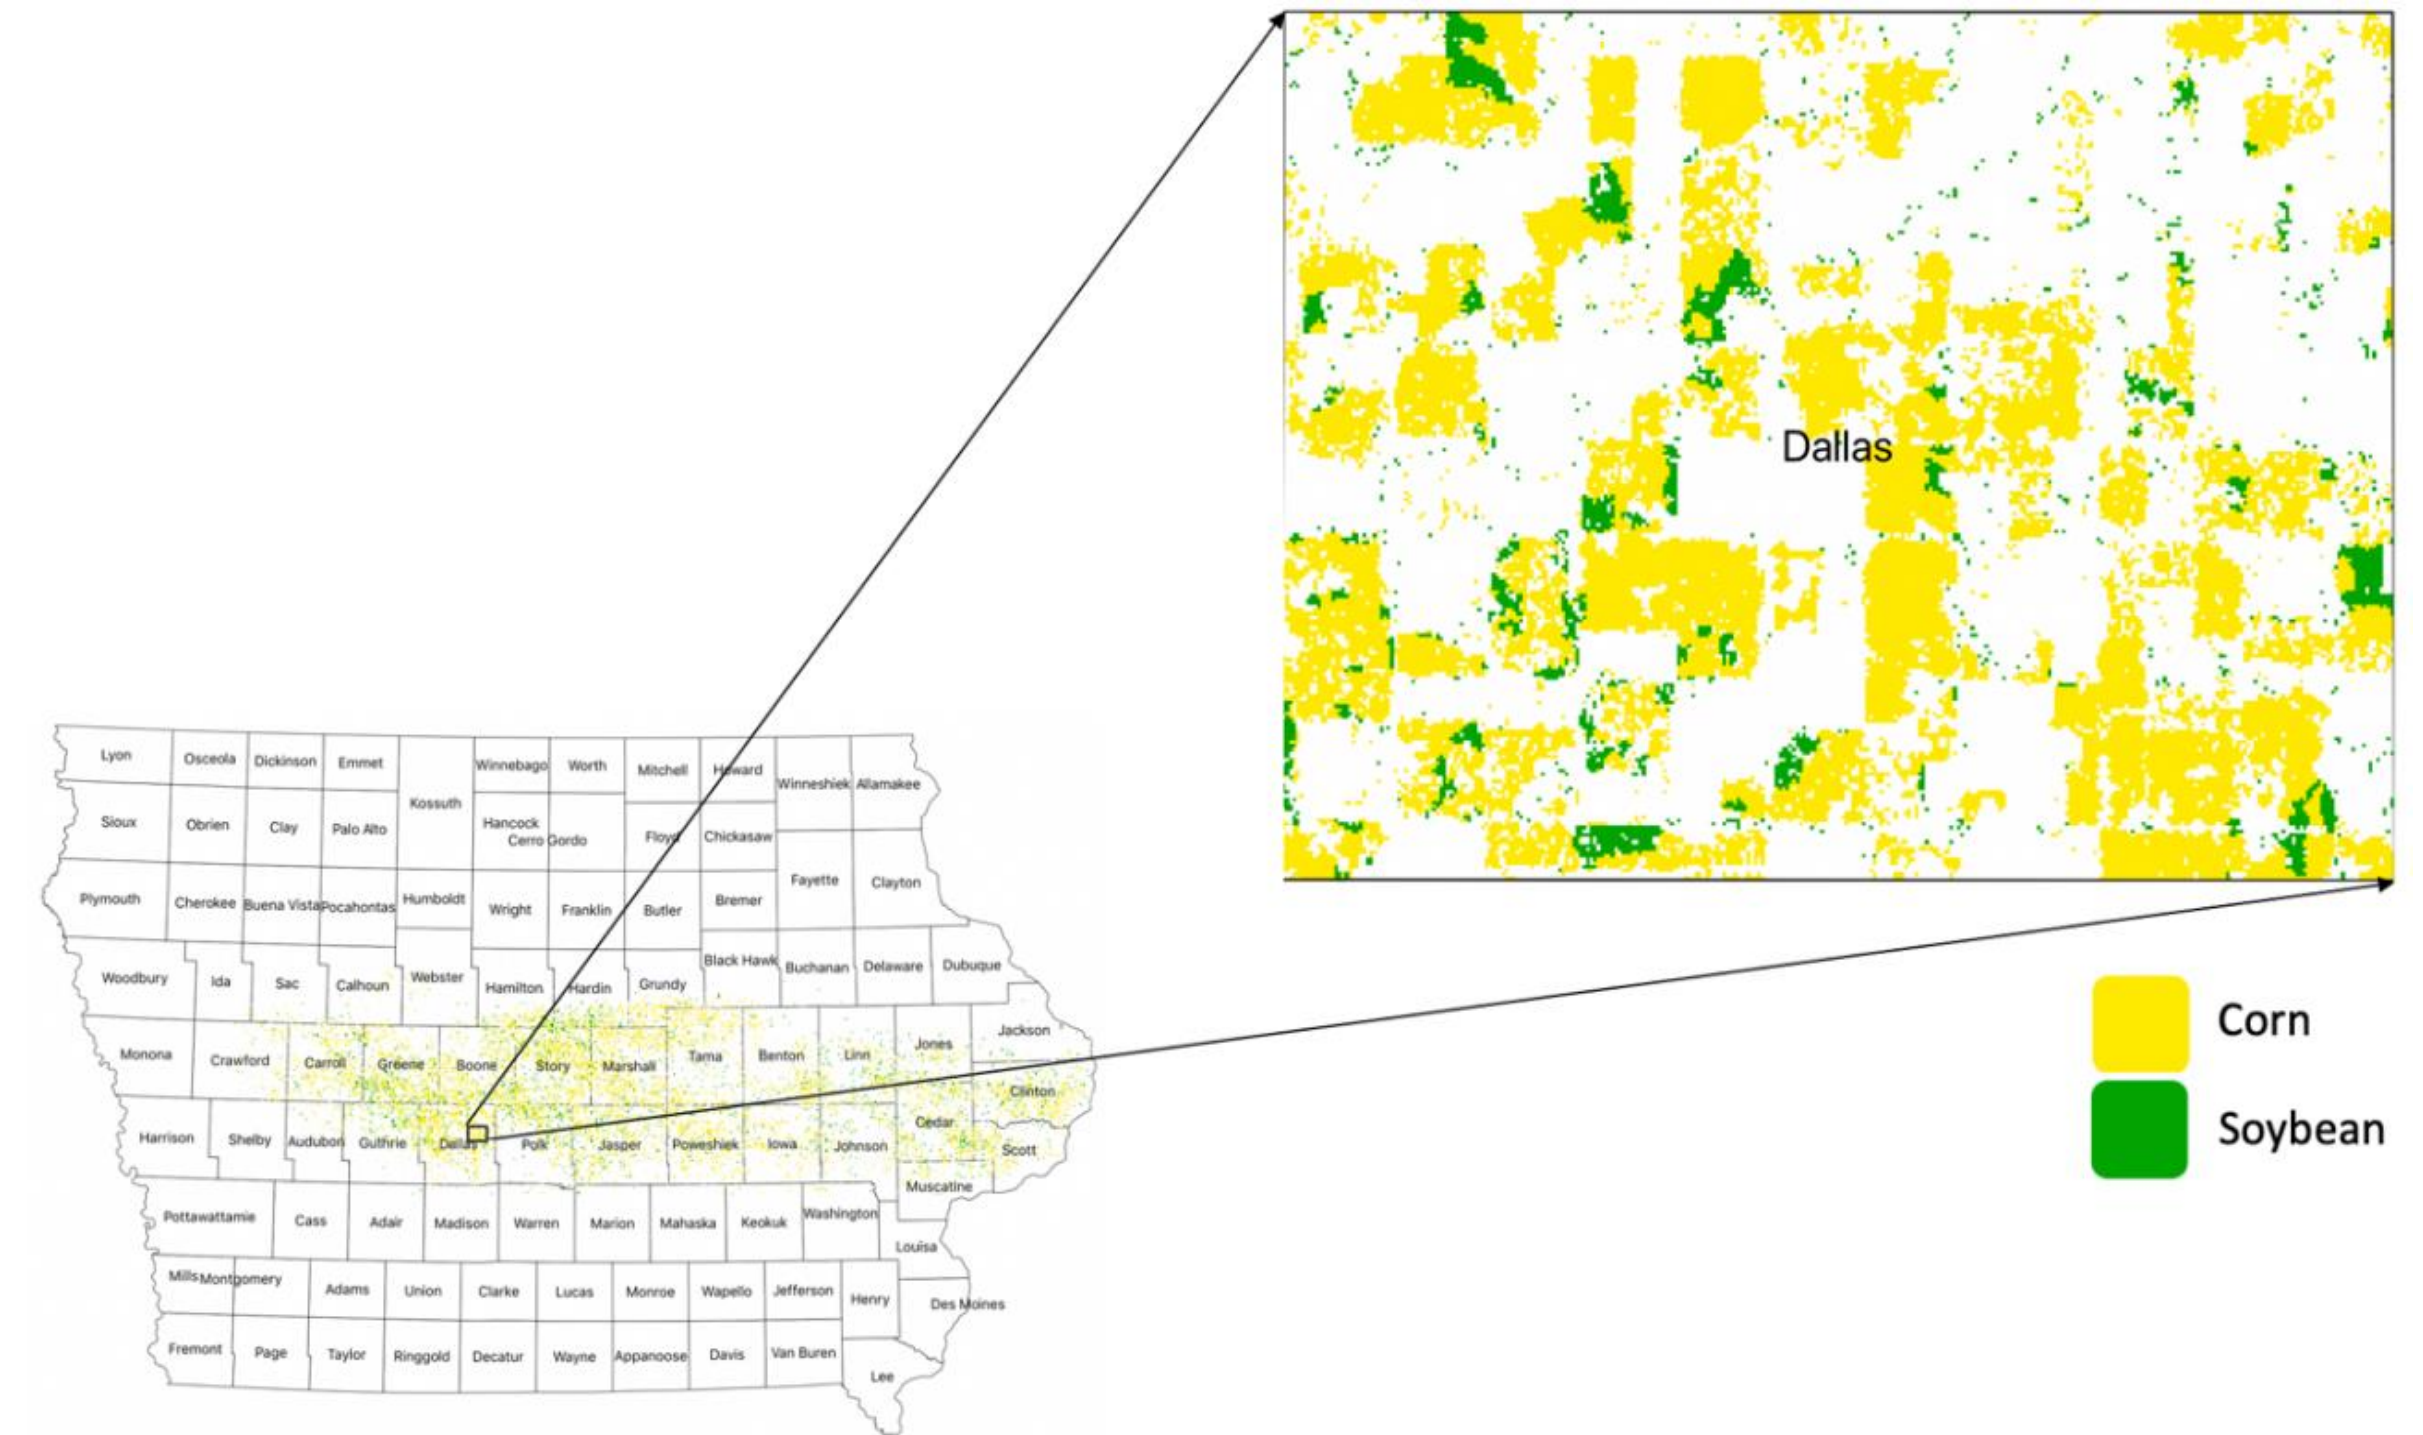 Dallas
Corn
Soybean
Lyon
Osceola
Dickinson
Emmet
Kossuth
Winnebago
Worth
Mitchell
Howard
Winneshiek
Allamakee
Sioux
Obrien
Clay
Palo Alto
Hancock
Cerro Gordo
Floyd
Chickasaw
Fayette
Clayton
Plymouth
Cherokee
Buena Vista
Pocahontas
Humboldt
Wright
Franklin
Butler
Bremer
Woodbury
Ida
Sac
Calhoun
Webster
Hamilton
Hardin
Grundy
Black Hawk
Buchanan
Delaware
Dubuque
Monona
Crawford
Carroll
Greene
Boone
Story
Marshall
Tama
Benton
Linn
Jones
Jackson
Clinton
Harrison
Shelby
Audubon
Guthrie
Dallas
Polk
Jasper
Poweshiek
Iowa
Johnson
Cedar
Scott
Muscatine
Pottawattamie
Cass
Adair
Madison
Warren
Marion
Mahaska
Keokuk
Washington
Louisa
Mills
Montgomery
Adams
Union
Clarke
Lucas
Monroe
Wapello
Jefferson
Henry
Des Moines
Fremont
Page
Taylor
Ringgold
Decatur
Wayne
Appanoose
Davis
Van Buren
Lee